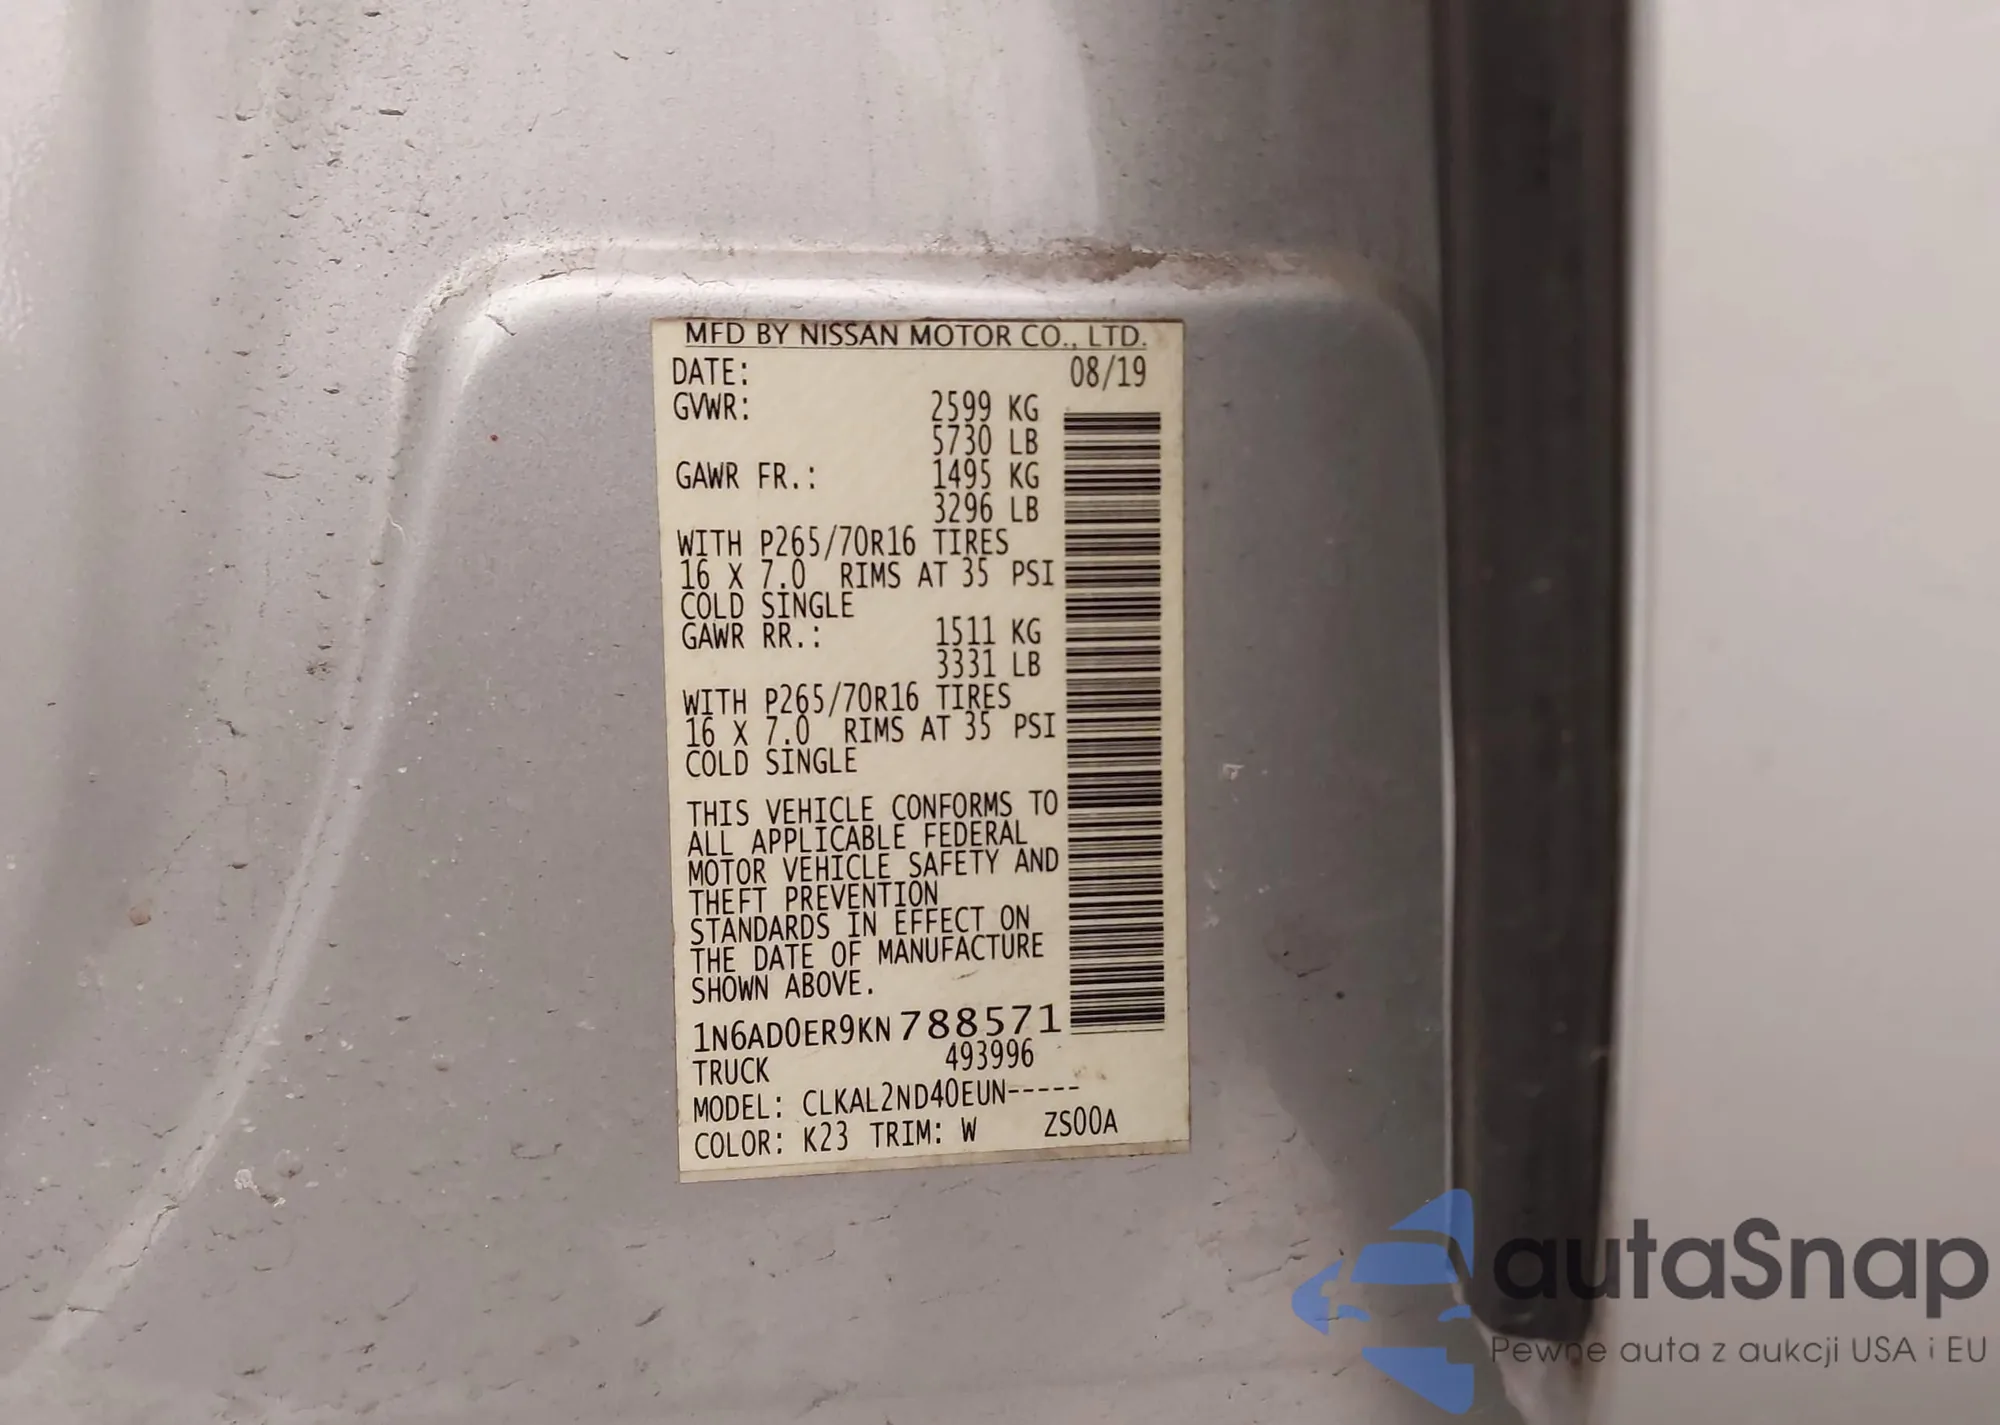 MFD BY NISSAN MOTOR CO., LTD.
DATE: 08/19
GVWR: 2599 KG
5730 LB
GAWR FR.: 1495 KG
3296 LB
WITH P265/70R16 TIRES
16 X 7.0 RIMS AT 35 PSI
COLD SINGLE
GAWR RR.: 1511 KG
3331 LB
WITH P265/70R16 TIRES
16 X 7.0 RIMS AT 35 PSI
COLD SINGLE
THIS VEHICLE CONFORMS TO
ALL APPLICABLE FEDERAL
MOTOR VEHICLE SAFETY AND
THEFT PREVENTION
STANDARDS IN EFFECT ON
THE DATE OF MANUFACTURE
SHOWN ABOVE.
1N6AD0ER9KN788571
TRUCK 493996
MODEL: CLKAL2ND40EUN-----
COLOR: K23 TRIM: W ZS00A
autaSnap
Pewne auta z aukcji USA i EU